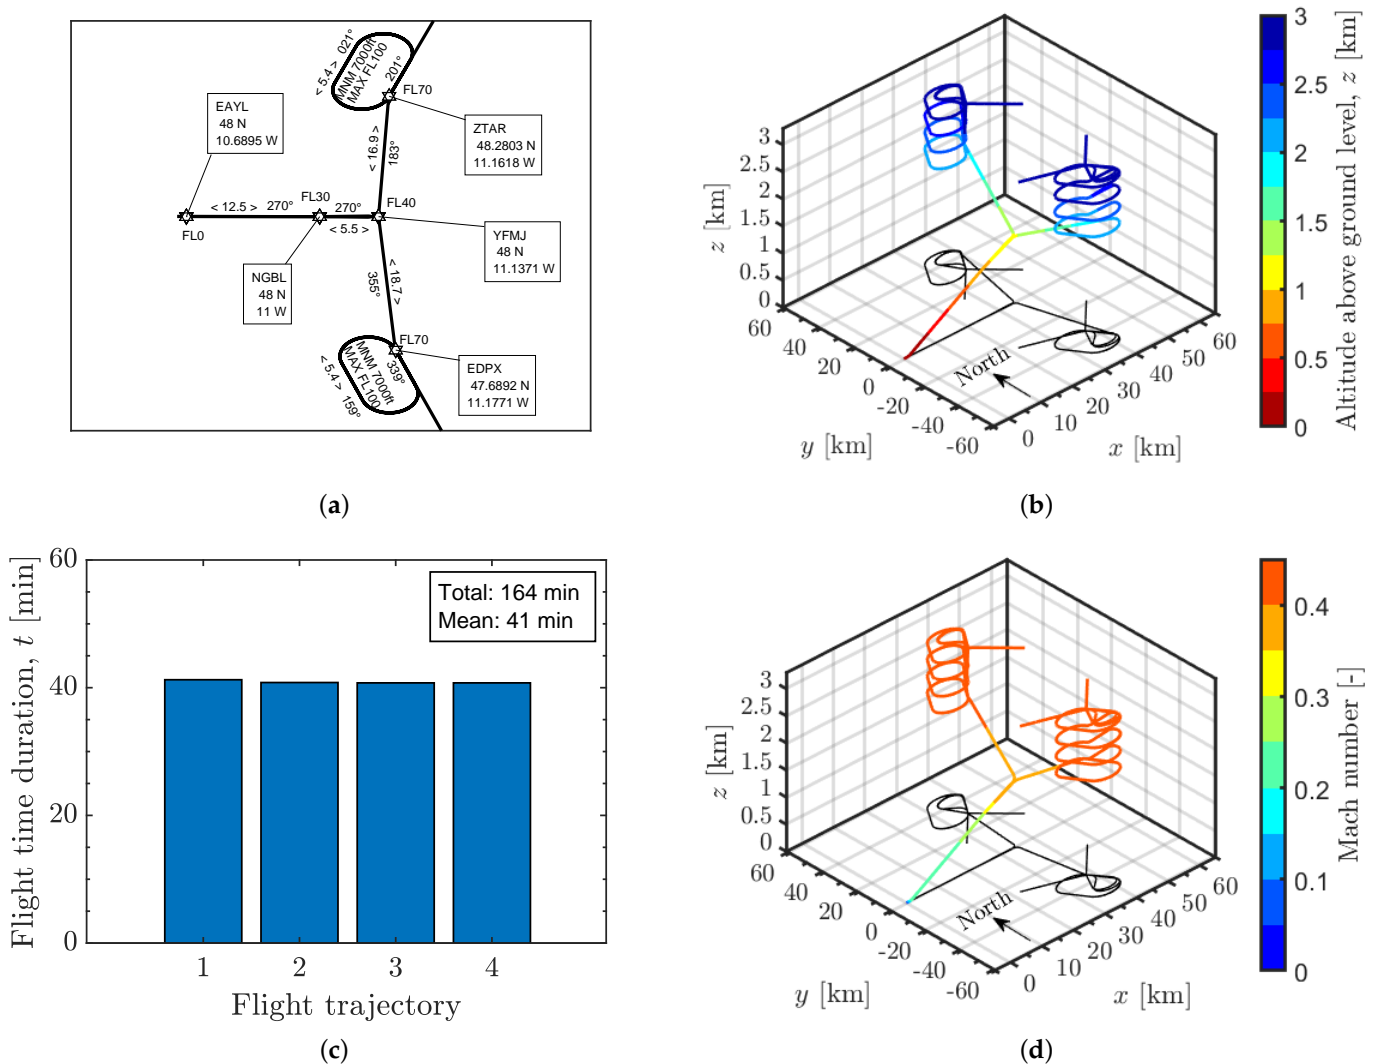 < 5.4 > 021°
MNM 7000ft
MAX FL100
201°
FL70
EAYL
48 N
10.6895 W
ZTAR
48.2803 N
11.1618 W
< 16.9 >
183°
< 12.5 > 270°
FL30
270°
FL40
FL0
< 5.5 >
YFMJ
48 N
11.1371 W
NGBL
48 N
11 W
< 18.7 >
355°
FL70
MNM 7000ft
MAX FL100
339°
< 5.4 > 159°
EDPX
47.6892 N
11.1771 W
(a)
3
2.5
2
1.5
1
0.5
0
z [km]
60
40
20
0
-20
-40
-60
y [km]
0
10
20
30
40
50
60
x [km]
North
3
2.5
2
1.5
1
0.5
0
Altitude above ground level, z [km]
(b)
60
40
20
0
Flight time duration, t [min]
Total: 164 min
Mean: 41 min
1 2 3 4
Flight trajectory
(c)
3
2.5
2
1.5
1
0.5
0
z [km]
60
40
20
0
-20
-40
-60
y [km]
0
10
20
30
40
50
60
x [km]
North
0.4
0.3
0.2
0.1
0
Mach number [-]
(d)